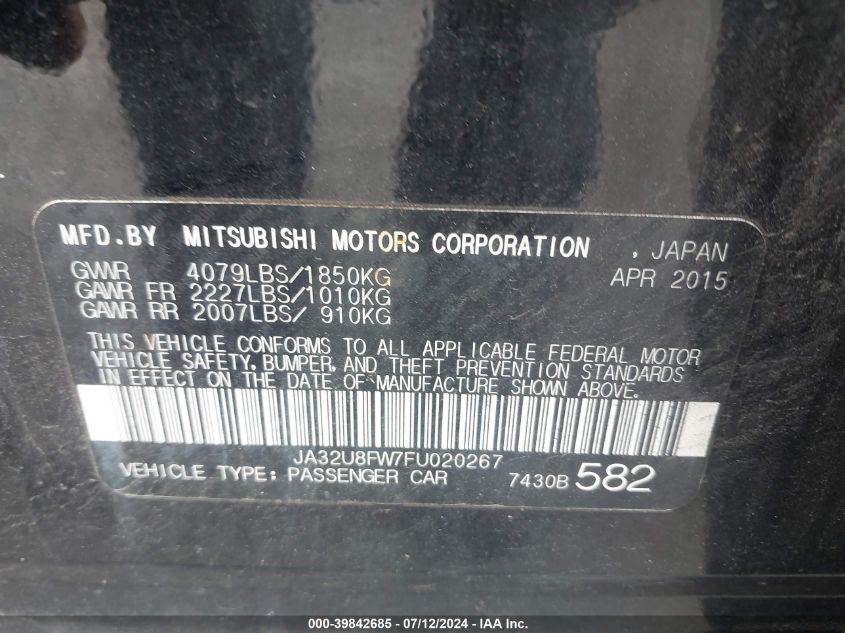 MFD.BY MITSUBISHI MOTORS CORPORATION , JAPAN
GVWR 4079LBS/1850KG APR 2015
GAWR FR 2227LBS/1010KG
GAWR RR 2007LBS/ 910KG
THIS VEHICLE CONFORMS TO ALL APPLICABLE FEDERAL MOTOR
VEHICLE SAFETY, BUMPER, AND THEFT PREVENTION STANDARDS
IN EFFECT ON THE DATE OF MANUFACTURE SHOWN ABOVE.
JA32U8FW7FU020267
VEHICLE TYPE: PASSENGER CAR 7430B 582
000-39842685 - 07/12/2024 - IAA Inc.